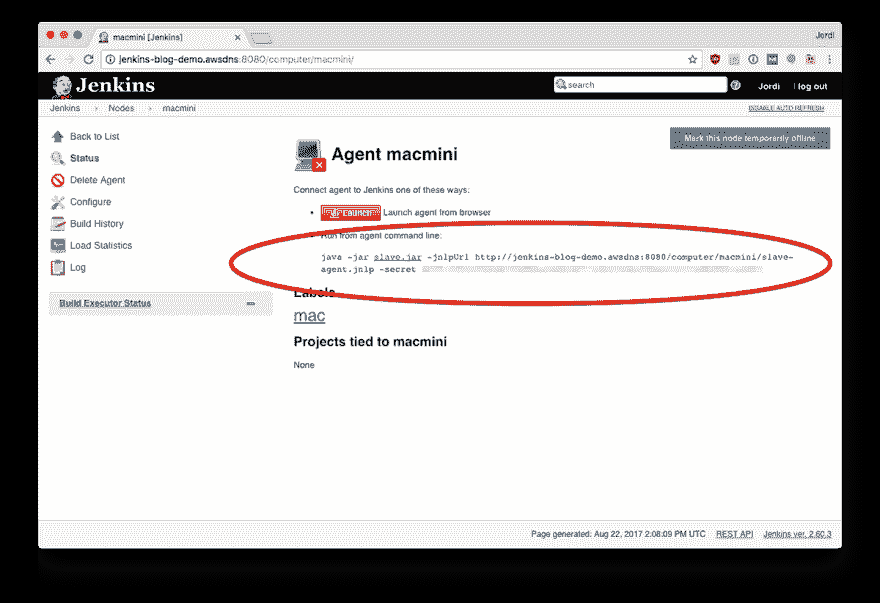 macmini [Jenkins]
Jordi
jenkins-blog-demo.awsdns:8080/computer/macmini/
Jenkins
search
Jordi
log out
Jenkins
Nodes
macmini
DISABLE AUTO REFRESH
Back to List
Status
Delete Agent
Configure
Build History
Load Statistics
Log
Build Executor Status
Mark this node temporarily offline
Agent macmini
Connect agent to Jenkins one of these ways:
Launch Launch agent from browser
Run from agent command line:
java -jar slave.jar -jnlpUrl http://jenkins-blog-demo.awsdns:8080/computer/macmini/slave-
agent.jnlp -secret
Labels
mac
Projects tied to macmini
None
Page generated: Aug 22, 2017 2:08:09 PM UTC REST API Jenkins ver. 2.60.3